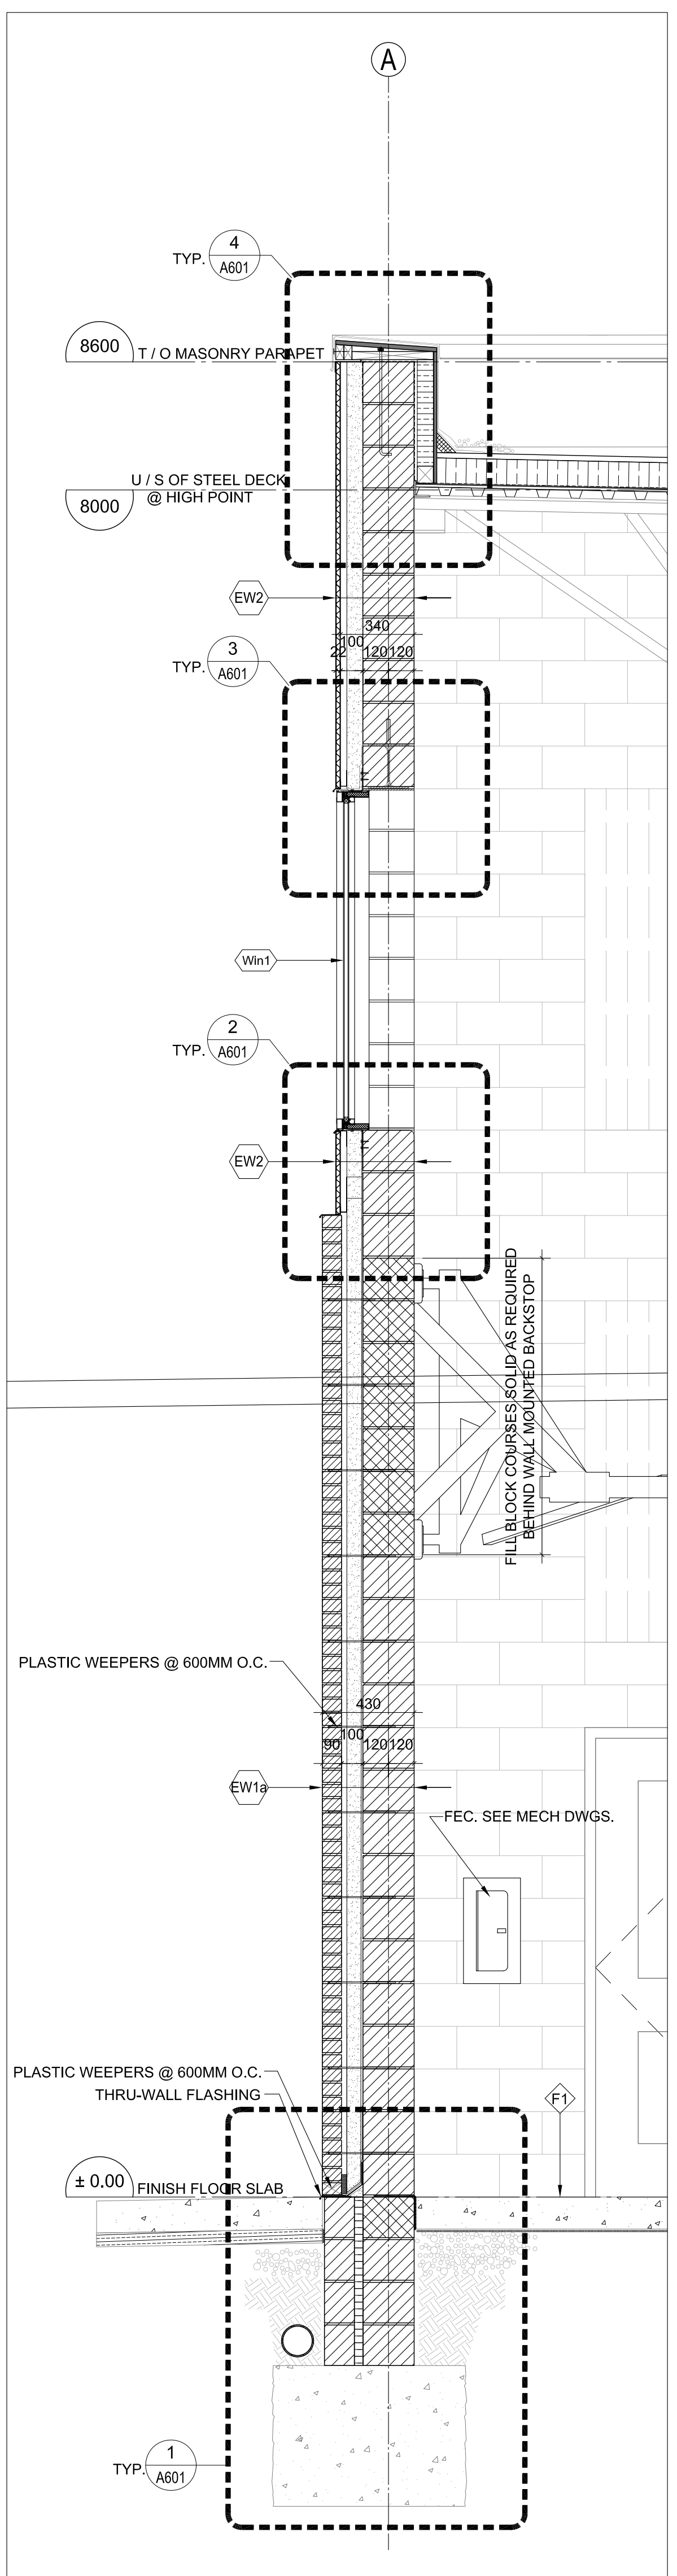 A
4
TYP.
A601
8600
T / O MASONRY PARAPET
U / S OF STEEL DECK
@ HIGH POINT
8000
EW2
340
100
22
120
120
3
TYP.
A601
Win1
2
TYP.
A601
EW2
FILL BLOCK COURSES SOLID AS REQUIRED
BEHIND WALL MOUNTED BACKSTOP
PLASTIC WEEPERS @ 600MM O.C.
430
100
90
120
120
EW1a
FEC. SEE MECH DWGS.
PLASTIC WEEPERS @ 600MM O.C.
THRU-WALL FLASHING
F1
± 0.00
FINISH FLOOR SLAB
1
TYP.
A601